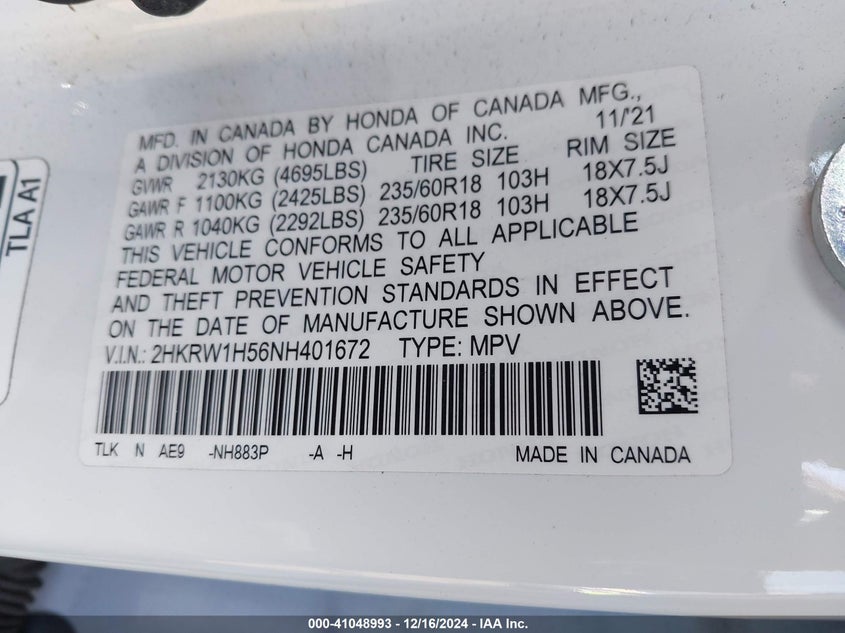 MFD. IN CANADA BY HONDA OF CANADA MFG.,
A DIVISION OF HONDA CANADA INC. 11/'21
GVWR 2130KG (4695LBS) TIRE SIZE RIM SIZE
GAWR F 1100KG (2425LBS) 235/60R18 103H 18X7.5J
GAWR R 1040KG (2292LBS) 235/60R18 103H 18X7.5J
THIS VEHICLE CONFORMS TO ALL APPLICABLE
FEDERAL MOTOR VEHICLE SAFETY
AND THEFT PREVENTION STANDARDS IN EFFECT
ON THE DATE OF MANUFACTURE SHOWN ABOVE.
V.I.N.: 2HKRW1H56NH401672 TYPE: MPV
TLK N AE9 -NH883P -A -H MADE IN CANADA
TLA A1
000-41048993 - 12/16/2024 - IAA Inc.